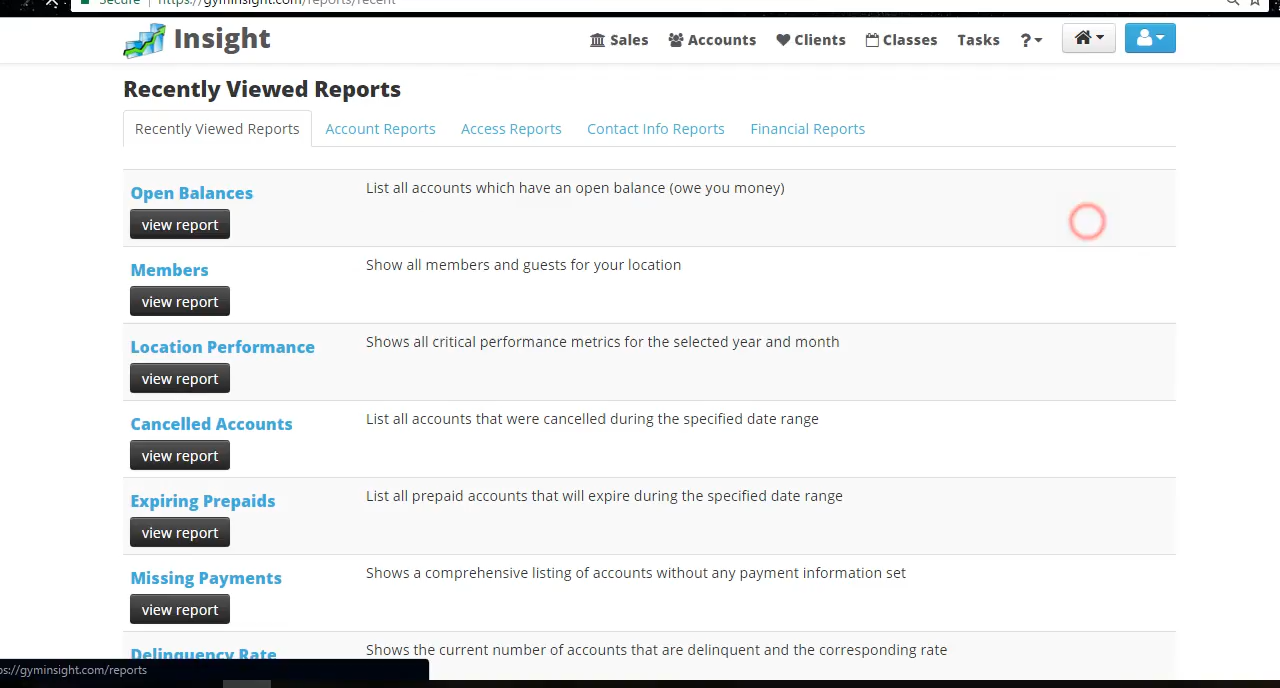 Secure | https://gyminsight.com/reports/recent
Insight
Sales Accounts Clients Classes Tasks ?
Recently Viewed Reports
Recently Viewed Reports Account Reports Access Reports Contact Info Reports Financial Reports
Open Balances List all accounts which have an open balance (owe you money)
view report
Members Show all members and guests for your location
view report
Location Performance Shows all critical performance metrics for the selected year and month
view report
Cancelled Accounts List all accounts that were cancelled during the specified date range
view report
Expiring Prepaids List all prepaid accounts that will expire during the specified date range
view report
Missing Payments Shows a comprehensive listing of accounts without any payment information set
view report
Delinquency Rate Shows the current number of accounts that are delinquent and the corresponding rate
ps://gyminsight.com/reports